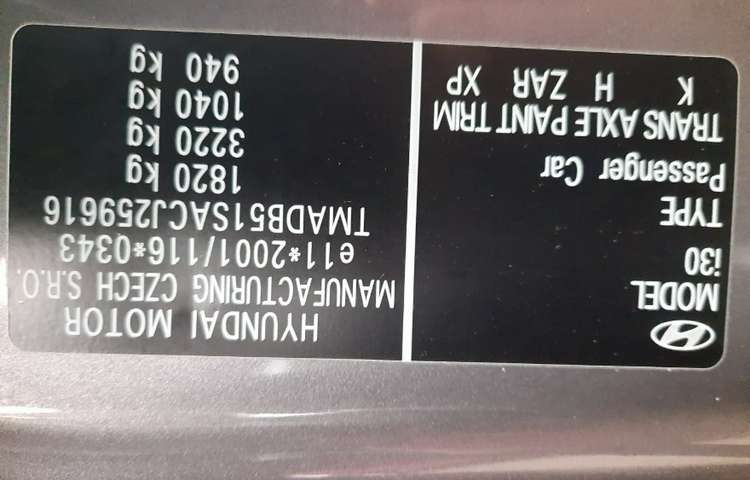 MODEL
i30
TYPE
Passenger Car
TRANS AXLE PAINT TRIM
K H ZAR XP
HYUNDAI MOTOR
MANUFACTURING CZECH S.R.O.
e11*2001/116*0343
TMADB51SACJ259616
1820 kg
3220 kg
1040 kg
940 kg